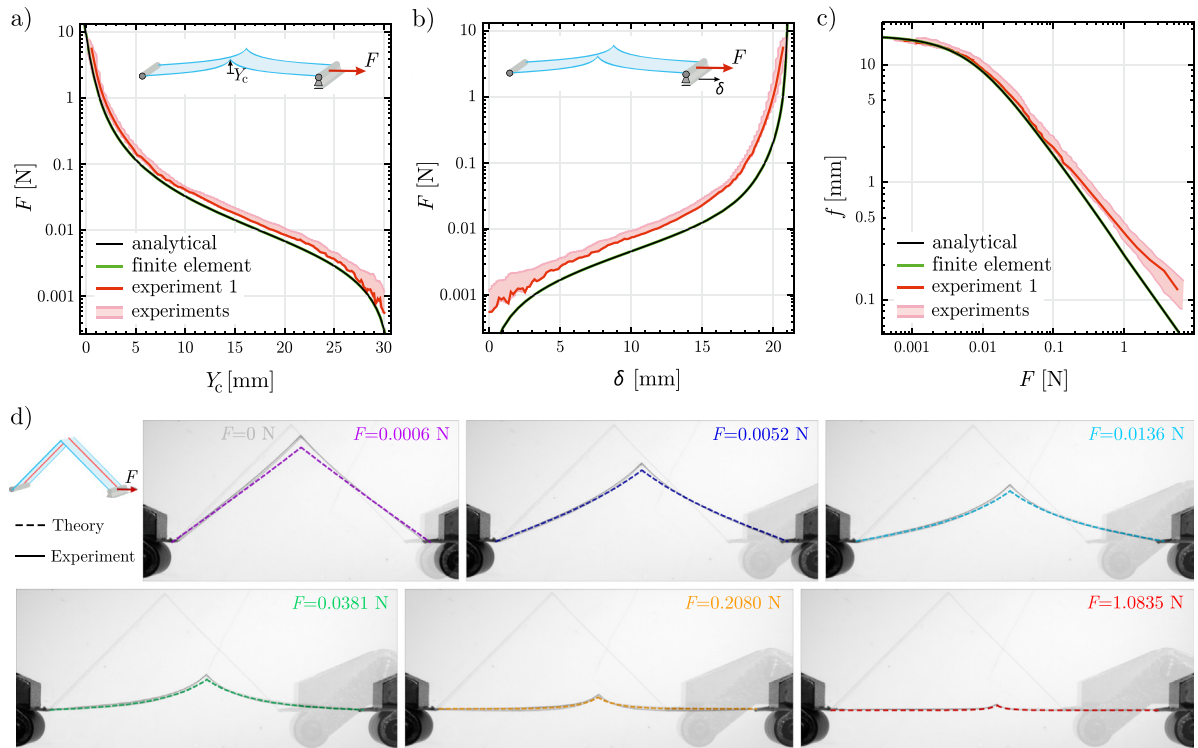 a)
F [N]
10
1
0.1
0.01
0.001
0 5 10 15 20 25 30
Y_c [mm]
Y_c
F
analytical
finite element
experiment 1
experiments
b)
F [N]
10
1
0.1
0.01
0.001
0 10 20
δ [mm]
F
δ
c)
f [mm]
10
5
1
0.5
0.1
0.001 0.01 0.1 1
F [N]
analytical
finite element
experiment 1
experiments
d)
F
Theory
Experiment
F=0 N
F=0.0006 N
F=0.0052 N
F=0.0136 N
F=0.0381 N
F=0.2080 N
F=1.0835 N